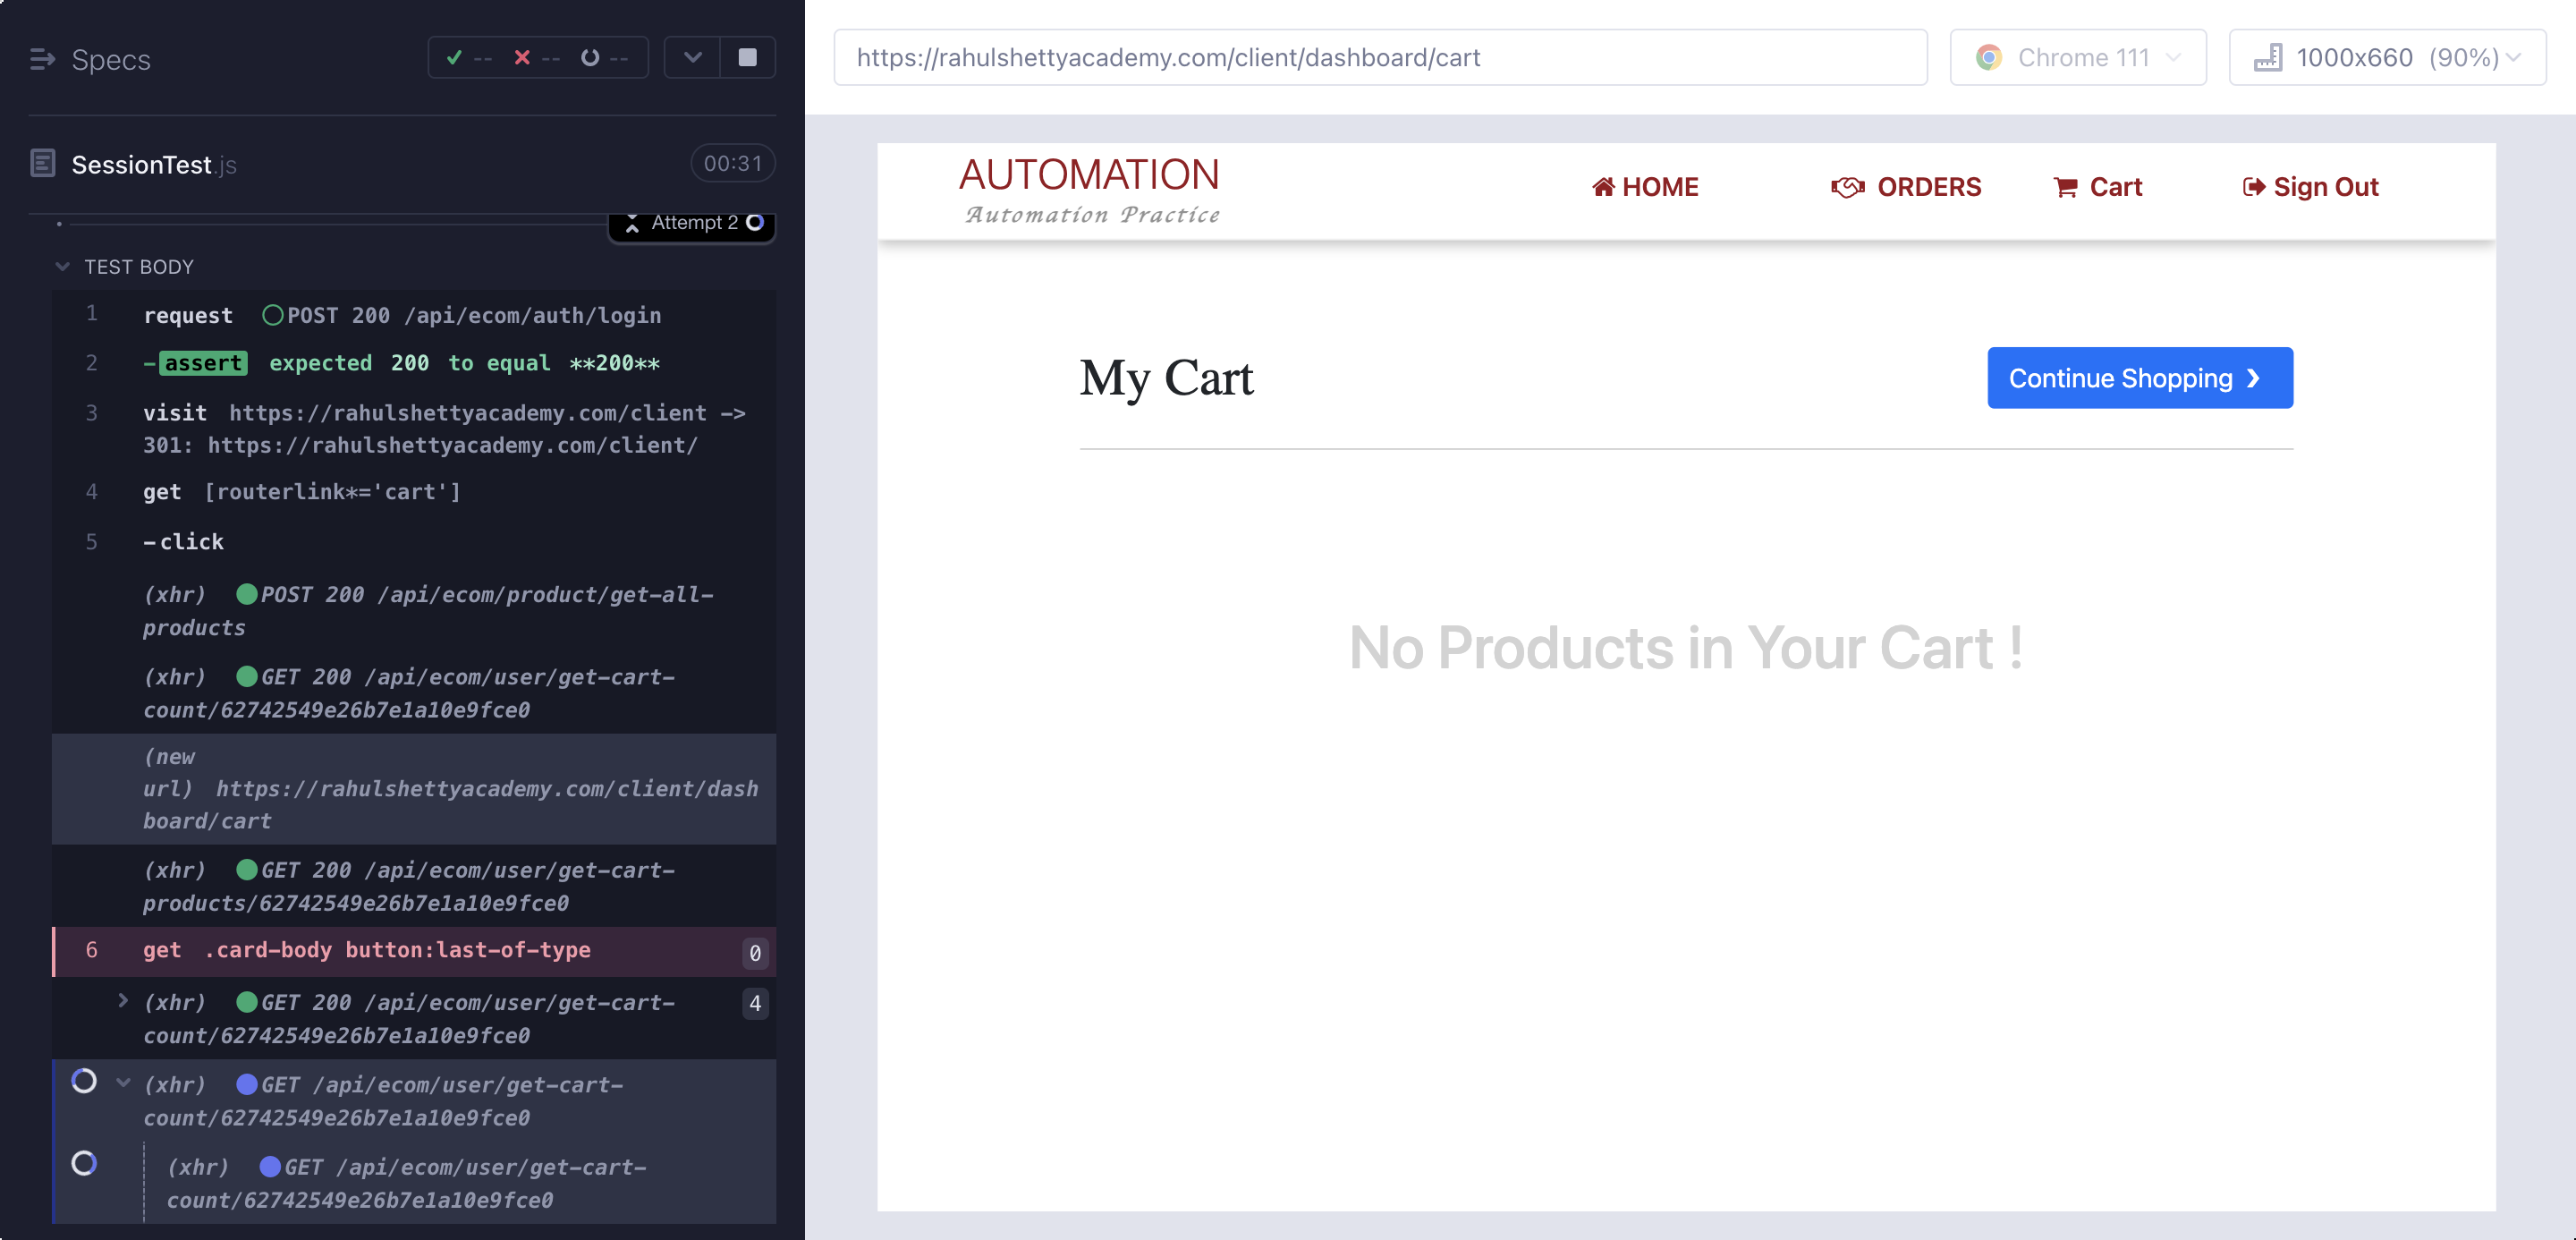 Specs
-- -- --
SessionTest.js
00:31
Attempt 2
TEST BODY
1 request POST 200 /api/ecom/auth/login
2 -assert expected 200 to equal **200**
3 visit https://rahulshettyacademy.com/client ->
301: https://rahulshettyacademy.com/client/
4 get [routerlink*='cart']
5 -click
(xhr) POST 200 /api/ecom/product/get-all-
products
(xhr) GET 200 /api/ecom/user/get-cart-
count/62742549e26b7e1a10e9fce0
(new
url) https://rahulshettyacademy.com/client/dash
board/cart
(xhr) GET 200 /api/ecom/user/get-cart-
products/62742549e26b7e1a10e9fce0
6 get .card-body button:last-of-type 0
(xhr) GET 200 /api/ecom/user/get-cart- 4
count/62742549e26b7e1a10e9fce0
(xhr) GET /api/ecom/user/get-cart-
count/62742549e26b7e1a10e9fce0
(xhr) GET /api/ecom/user/get-cart-
count/62742549e26b7e1a10e9fce0
https://rahulshettyacademy.com/client/dashboard/cart
Chrome 111
1000x660 (90%)
AUTOMATION
Automation Practice
HOME
ORDERS
Cart
Sign Out
My Cart
Continue Shopping ❯
No Products in Your Cart !